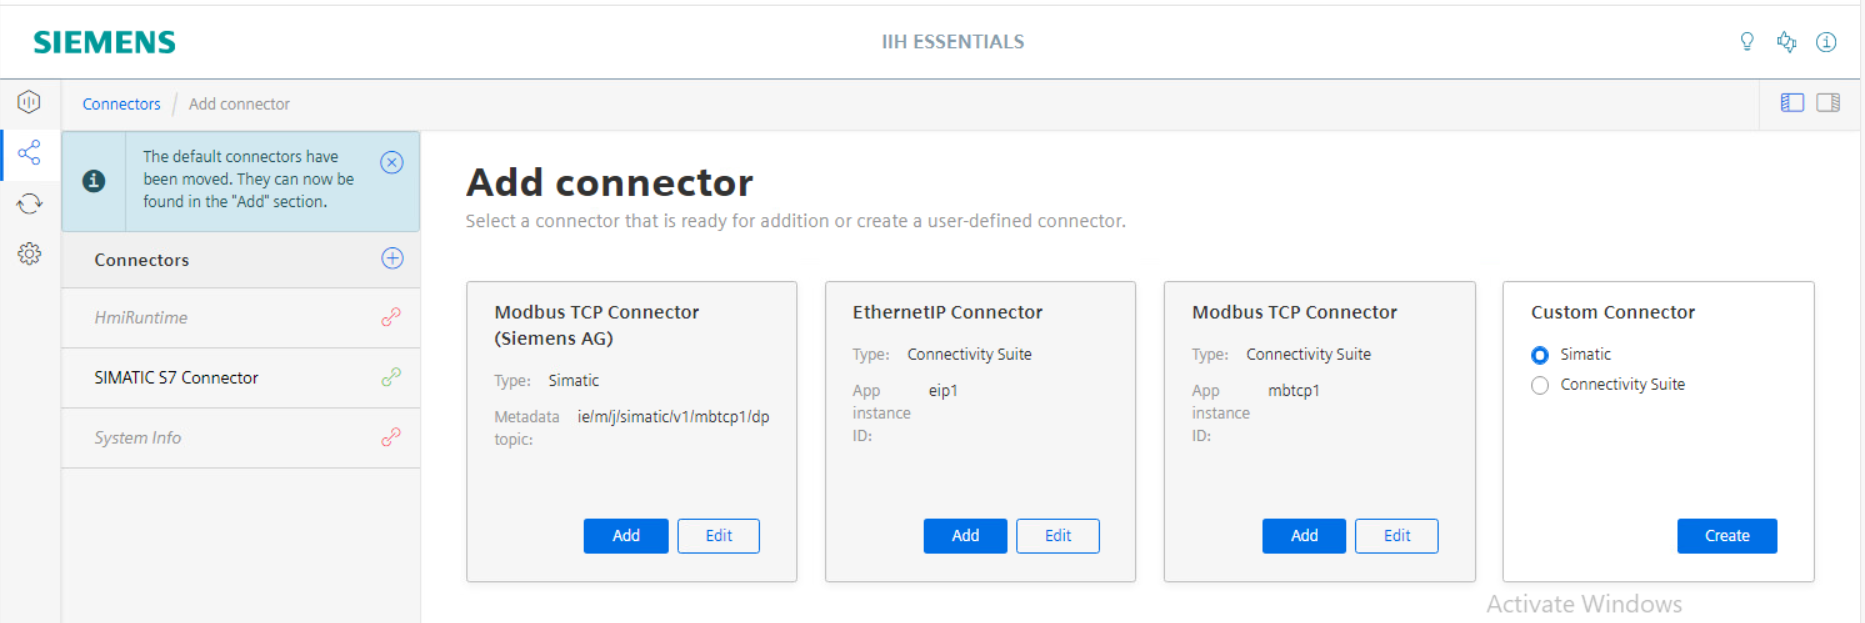 SIEMENS
IIH ESSENTIALS
Connectors / Add connector
The default connectors have
been moved. They can now be
found in the "Add" section.
Connectors
HmiRuntime
SIMATIC S7 Connector
System Info
Add connector
Select a connector that is ready for addition or create a user-defined connector.
Modbus TCP Connector
(Siemens AG)
Type: Simatic
Metadata ie/m/j/simatic/v1/mbtcp1/dp
topic:
Add Edit
EthernetIP Connector
Type: Connectivity Suite
App eip1
instance
ID:
Add Edit
Modbus TCP Connector
Type: Connectivity Suite
App mbtcp1
instance
ID:
Add Edit
Custom Connector
Simatic
Connectivity Suite
Create
Activate Windows